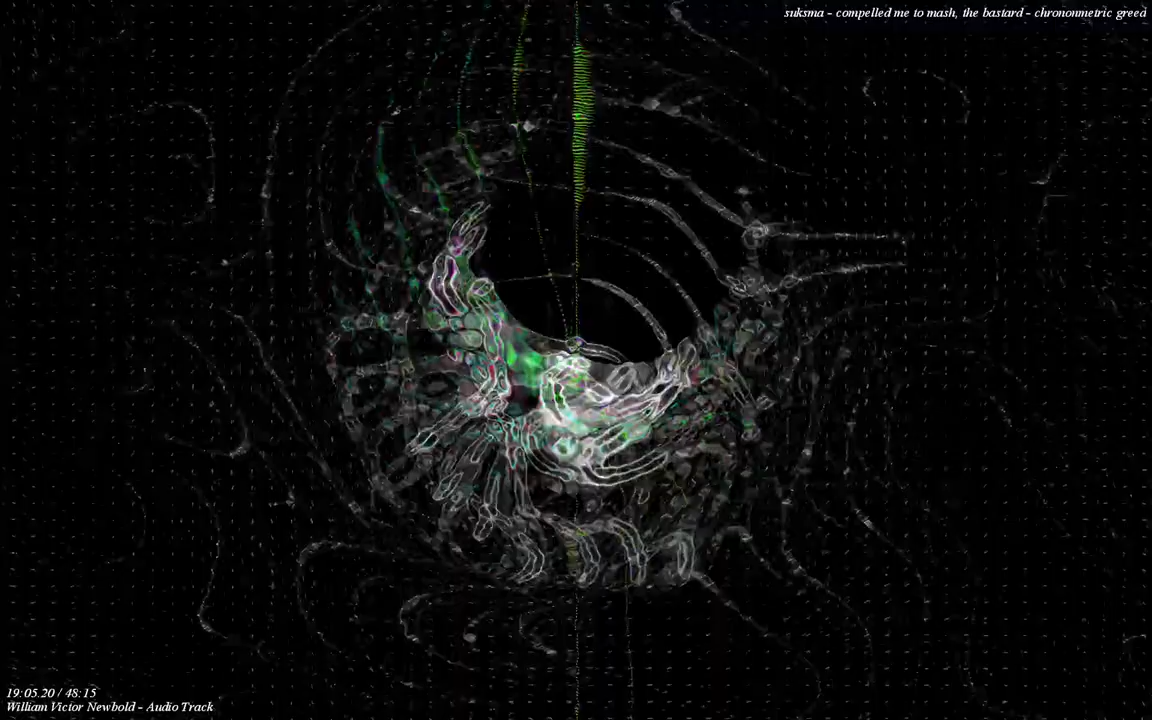 suksma - compelled me to mash, the bastard - chrononmetric greed
19:05.20 / 48:15
William Victor Newbold - Audio Track